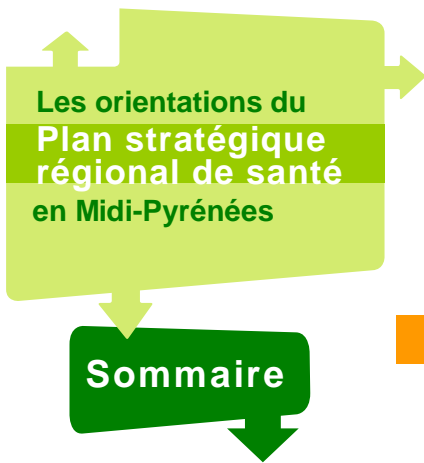 Les orientations du
Plan stratégique
régional de santé
en Midi-Pyrénées
Sommaire